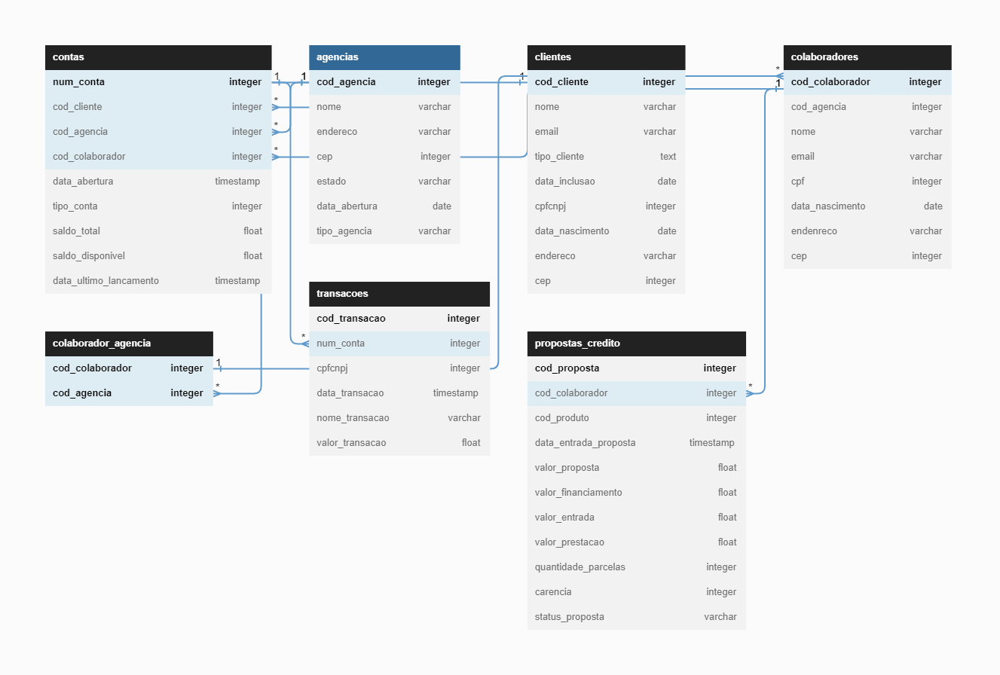 contas
num_conta integer
cod_cliente integer
cod_agencia integer
cod_colaborador integer
data_abertura timestamp
tipo_conta integer
saldo_total float
saldo_disponivel float
data_ultimo_lancamento timestamp
1
*
*
*
agencias
cod_agencia integer
nome varchar
endereco varchar
cep integer
estado varchar
data_abertura date
tipo_agencia varchar
1
clientes
cod_cliente integer
nome varchar
email varchar
tipo_cliente text
data_inclusao date
cpfcnpj integer
data_nascimento date
endereco varchar
cep integer
1
colaboradores
cod_colaborador integer
cod_agencia integer
nome varchar
email varchar
cpf integer
data_nascimento date
endenreco varchar
cep integer
*
1
colaborador_agencia
cod_colaborador integer
cod_agencia integer
1
*
transacoes
cod_transacao integer
num_conta integer
cpfcnpj integer
data_transacao timestamp
nome_transacao varchar
valor_transacao float
*
propostas_credito
cod_proposta integer
cod_colaborador integer
cod_produto integer
data_entrada_proposta timestamp
valor_proposta float
valor_financiamento float
valor_entrada float
valor_prestacao float
quantidade_parcelas integer
carencia integer
status_proposta varchar
*